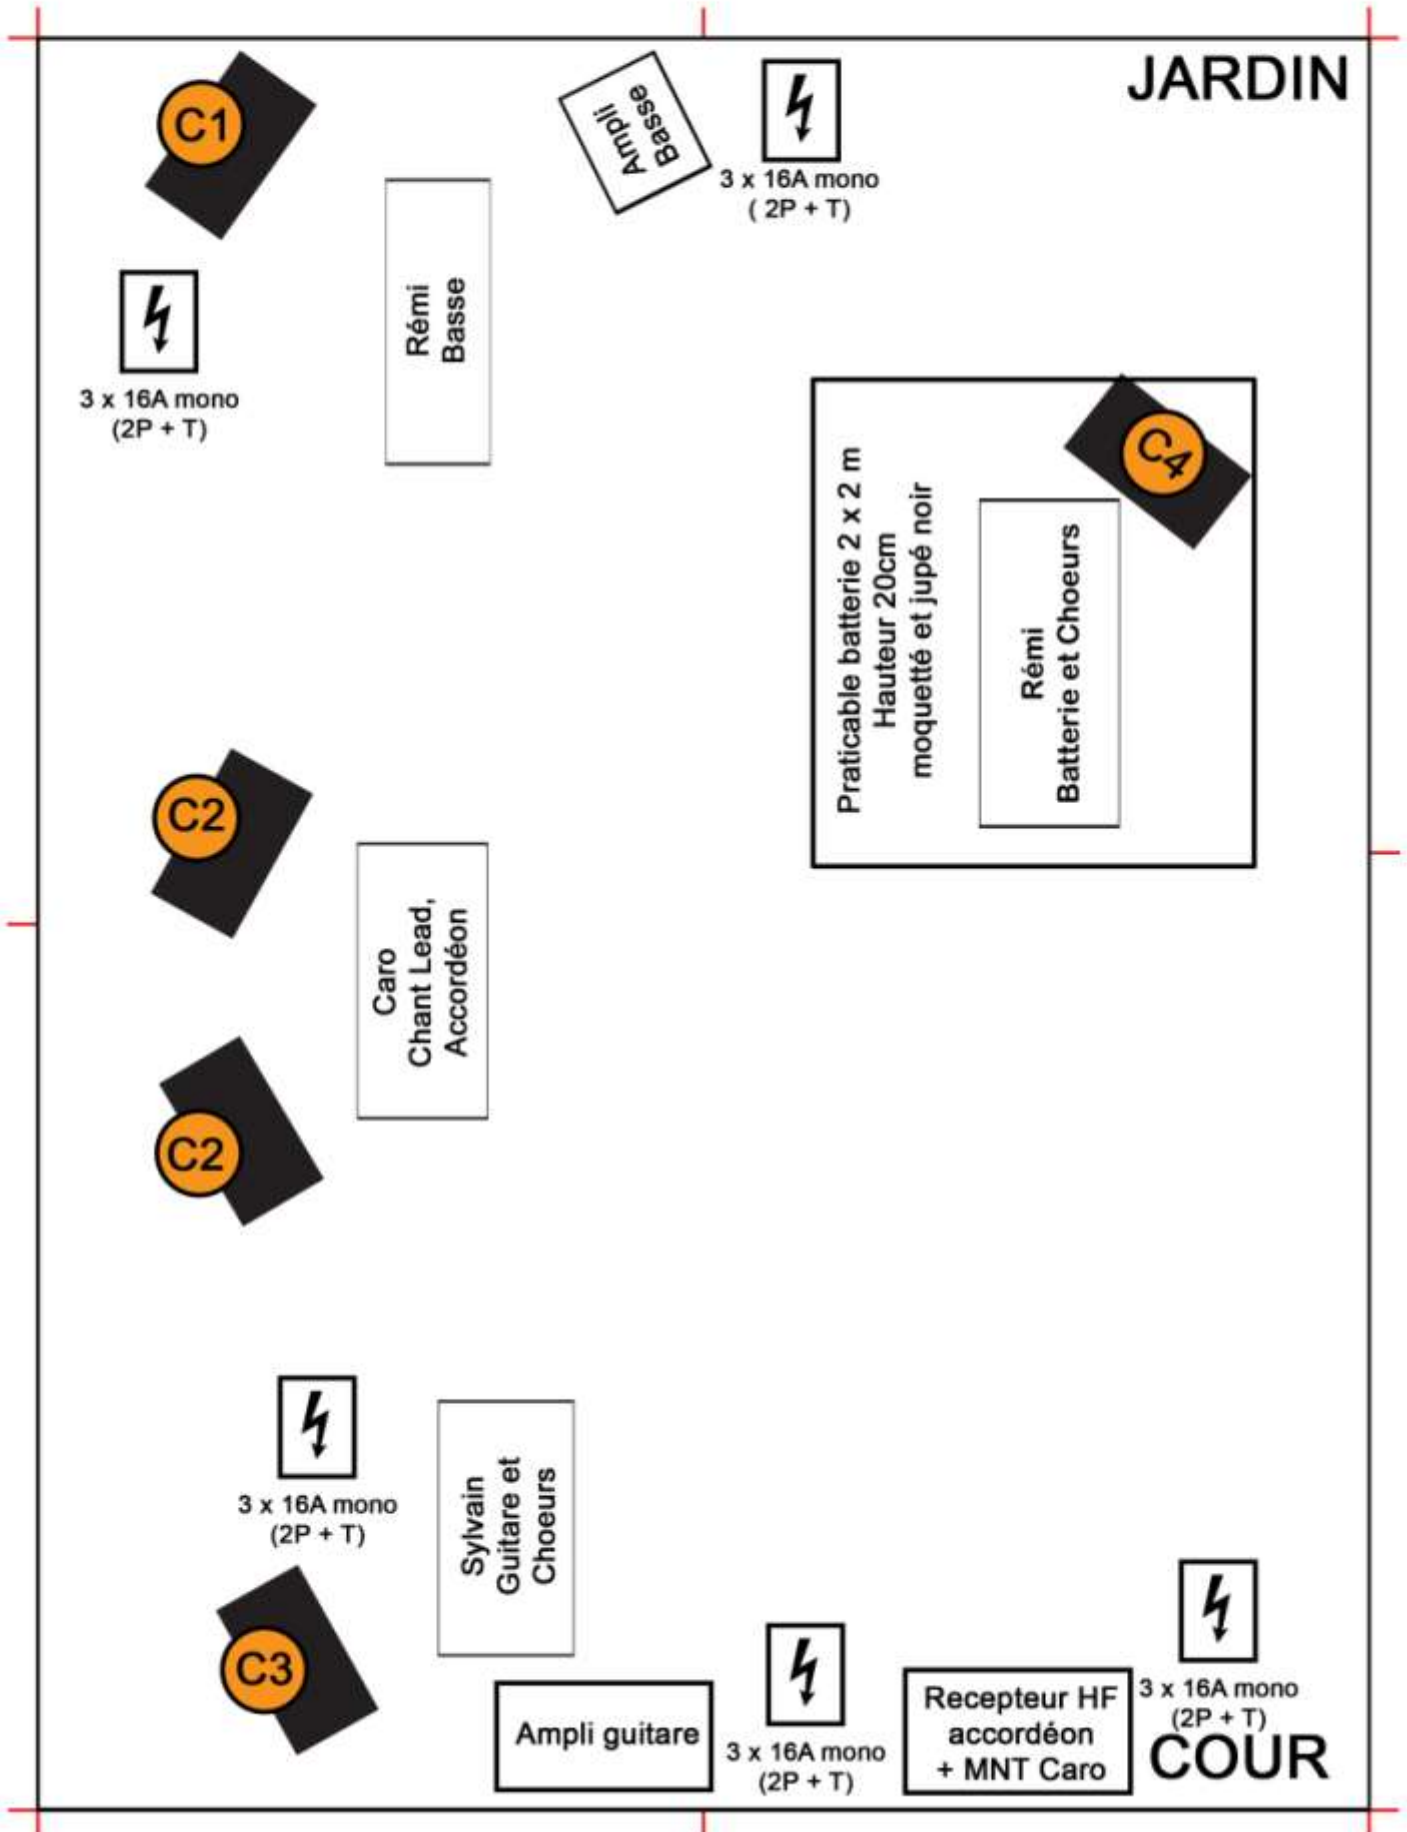 JARDIN
C1
Ampli
Basse
3 x 16A mono
( 2P + T)
Rémi
Basse
3 x 16A mono
(2P + T)
C4
Praticable batterie 2 x 2 m
Hauteur 20cm
moquetté et jupé noir
Rémi
Batterie et Choeurs
C2
Caro
Chant Lead,
Accordéon
C2
3 x 16A mono
(2P + T)
Sylvain
Guitare et
Choeurs
C3
Ampli guitare
3 x 16A mono
(2P + T)
Recepteur HF
accordéon
+ MNT Caro
3 x 16A mono
(2P + T)
COUR